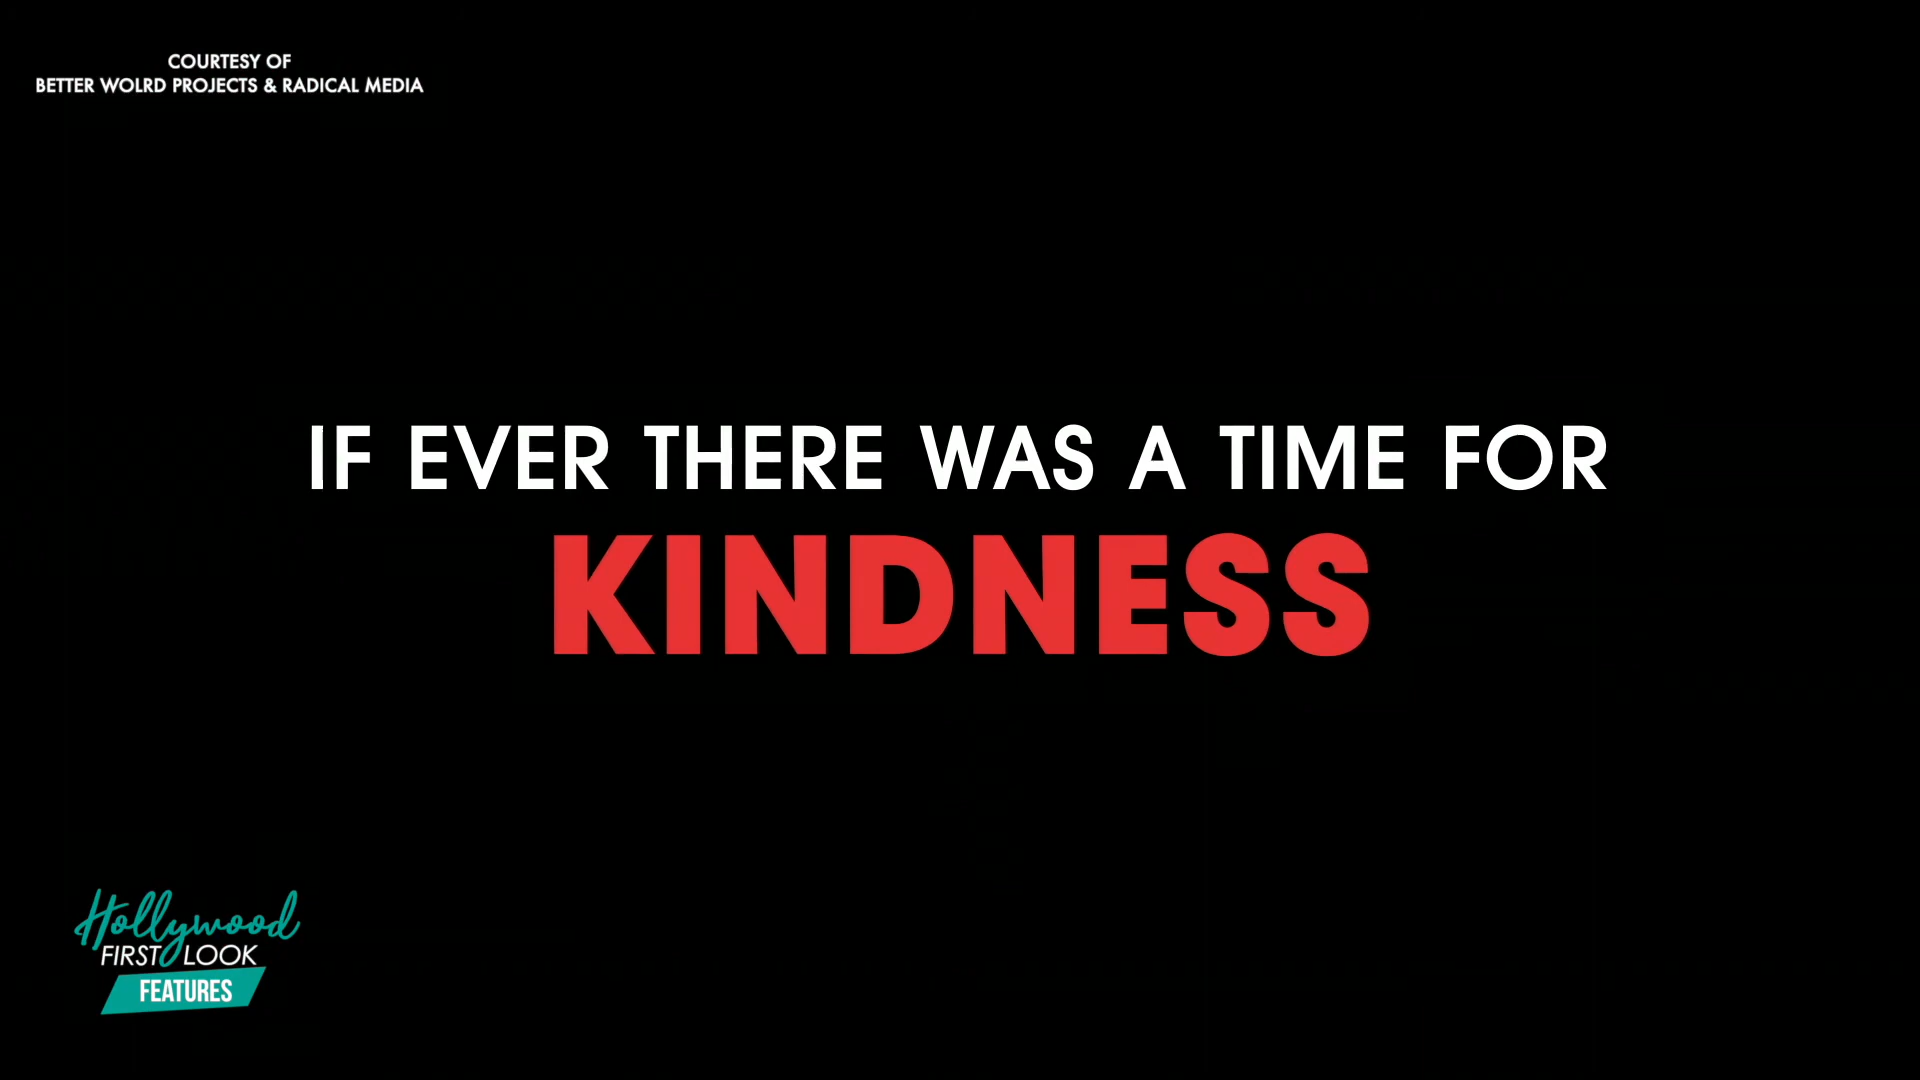 COURTESY OF
BETTER WOLRD PROJECTS & RADICAL MEDIA
IF EVER THERE WAS A TIME FOR
KINDNESS
Hollywood
FIRST LOOK
FEATURES